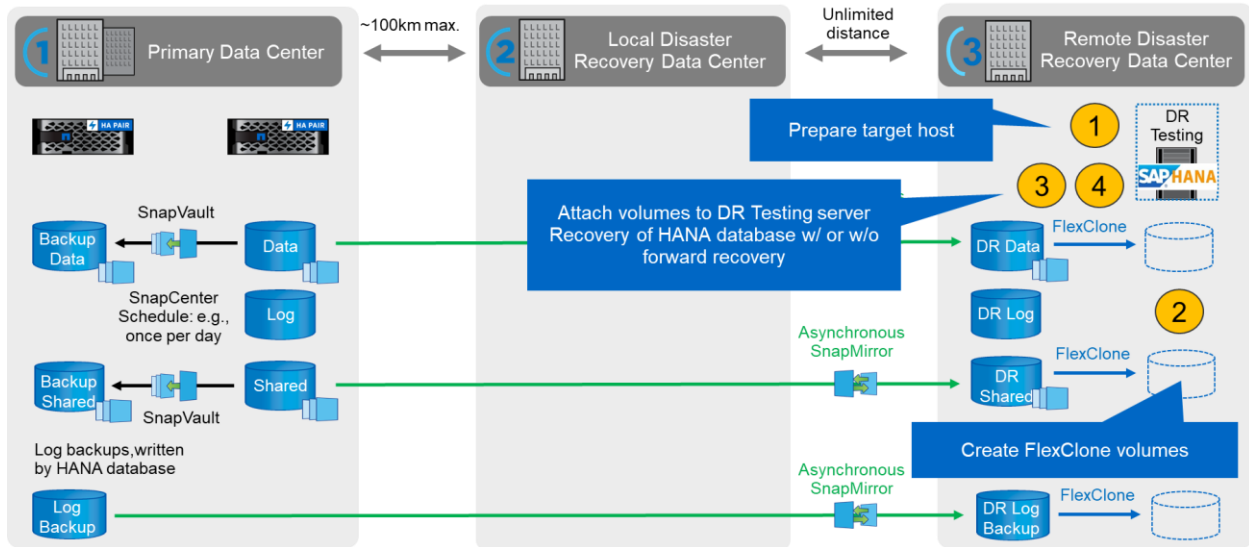 1
Primary Data Center
~100km max.
2
Local Disaster
Recovery Data Center
Unlimited
distance
3
Remote Disaster
Recovery Data Center
HA PAIR
HA PAIR
Prepare target host
1
DR
Testing
SAP HANA
3
4
Attach volumes to DR Testing server
Recovery of HANA database w/ or w/o
forward recovery
SnapVault
Backup
Data
Data
DR Data
FlexClone
SnapCenter
Schedule: e.g.,
once per day
Log
DR Log
2
Asynchronous
SnapMirror
Backup
Shared
SnapVault
Shared
DR
Shared
FlexClone
Create FlexClone volumes
Log backups,written
by HANA database
Log
Backup
Asynchronous
SnapMirror
DR Log
Backup
FlexClone